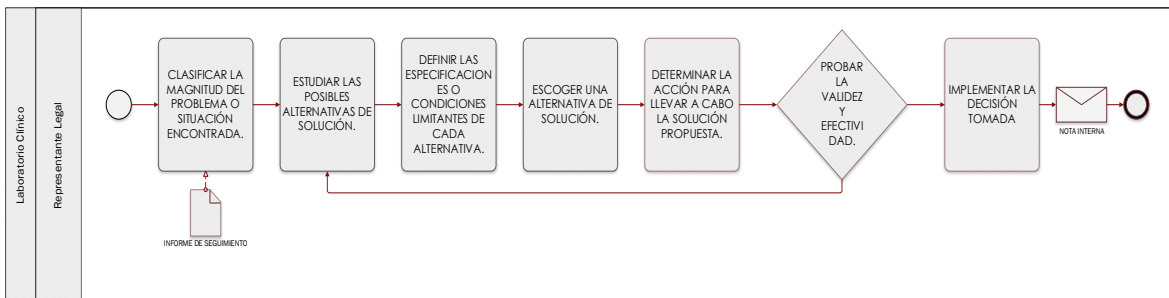 Laboratorio Clínico
Representante Legal
CLASIFICAR LA
MAGNITUD DEL
PROBLEMA O
SITUACIÓN
ENCONTRADA.
INFORME DE SEGUIMIENTO
ESTUDIAR LAS
POSIBLES
ALTERNATIVAS DE
SOLUCIÓN.
DEFINIR LAS
ESPECIFICACION
ES O
CONDICIONES
LIMITANTES DE
CADA
ALTERNATIVA.
ESCOGER UNA
ALTERNATIVA DE
SOLUCIÓN.
DETERMINAR LA
ACCIÓN PARA
LLEVAR A CABO
LA SOLUCIÓN
PROPUESTA.
PROBAR
LA
VALIDEZ
Y
EFECTIVI
DAD.
IMPLEMENTAR LA
DECISIÓN
TOMADA
NOTA INTERNA